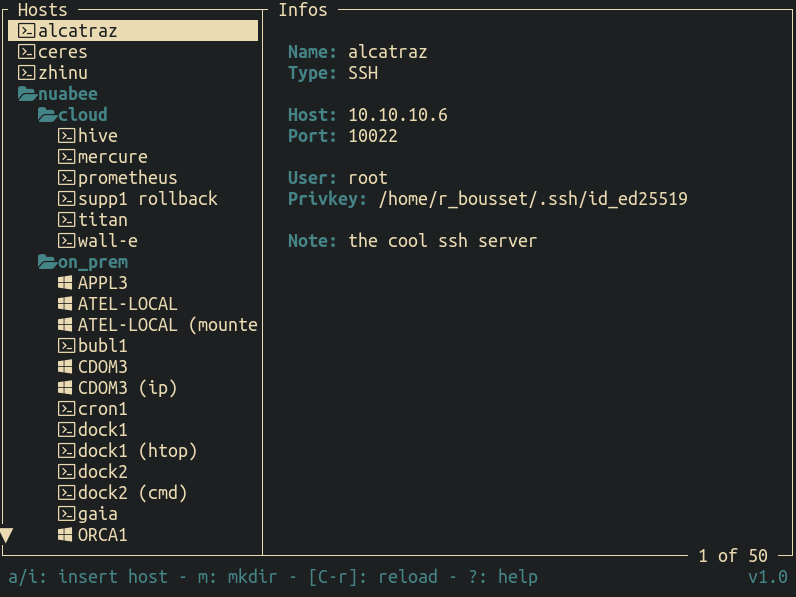 Hosts
alcatraz
ceres
zhinu
nuabee
cloud
hive
mercure
prometheus
supp1 rollback
titan
wall-e
on_prem
APPL3
ATEL-LOCAL
ATEL-LOCAL (mounte
bubl1
CDOM3
CDOM3 (ip)
cron1
dock1
dock1 (htop)
dock2
dock2 (cmd)
gaia
ORCA1
Infos
Name: alcatraz
Type: SSH
Host: 10.10.10.6
Port: 10022
User: root
Privkey: /home/r_bousset/.ssh/id_ed25519
Note: the cool ssh server
1 of 50
a/i: insert host - m: mkdir - [C-r]: reload - ?: help
v1.0